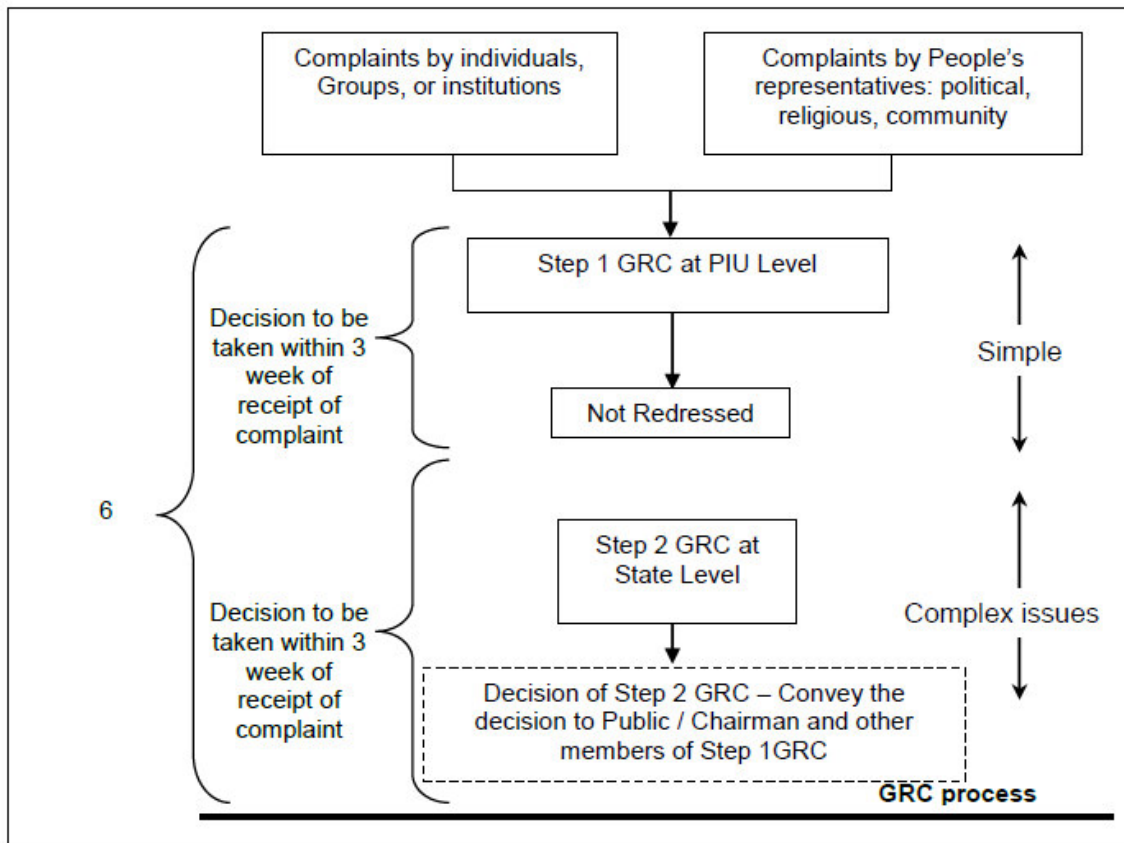 Complaints by individuals,
Groups, or institutions
Complaints by People’s
representatives: political,
religious, community
Step 1 GRC at PIU Level
Decision to be
taken within 3
week of
receipt of
complaint
Simple
Not Redressed
6
Step 2 GRC at
State Level
Complex issues
Decision to be
taken within 3
week of
receipt of
complaint
Decision of Step 2 GRC – Convey the
decision to Public / Chairman and other
members of Step 1GRC
GRC process